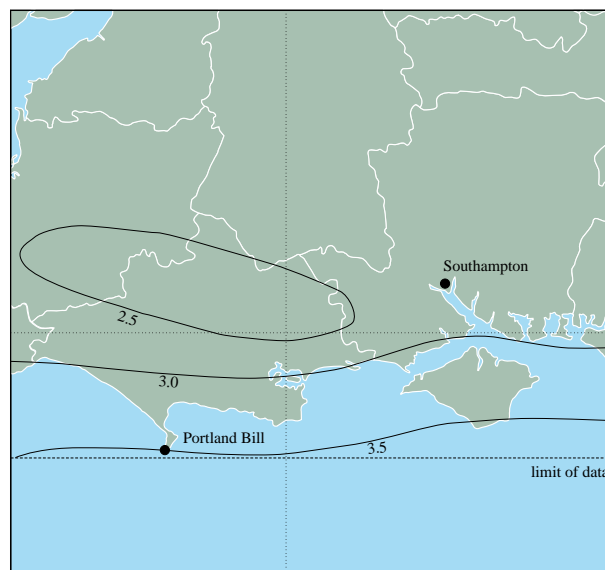 Southampton
2.5
3.0
Portland Bill
3.5
limit of data